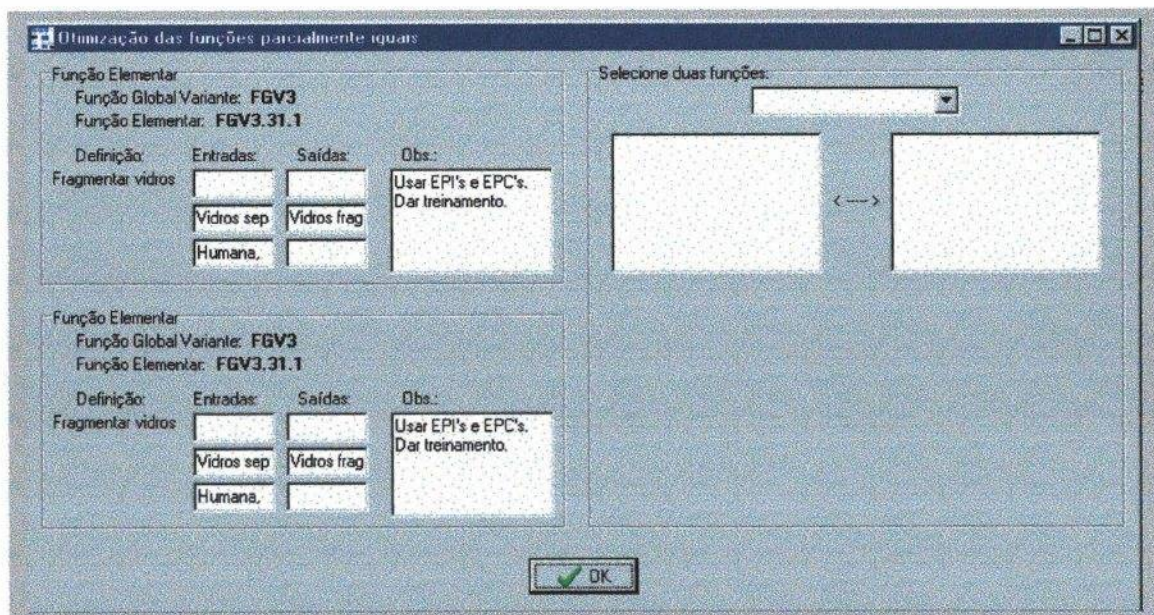 Otimização das funções parcialmente iguais
Função Elementar
Função Global Variante: FGV3
Função Elementar: FGV3.31.1
Definição: Entradas: Saídas: Obs.:
Fragmentar vidros
Usar EPI's e EPC's.
Dar treinamento.
Vidros sep Vidros frag
Humana,
Função Elementar
Função Global Variante: FGV3
Função Elementar: FGV3.31.1
Definição: Entradas: Saídas: Obs.:
Fragmentar vidros
Usar EPI's e EPC's.
Dar treinamento.
Vidros sep Vidros frag
Humana,
Selecione duas funções:
<---->
OK